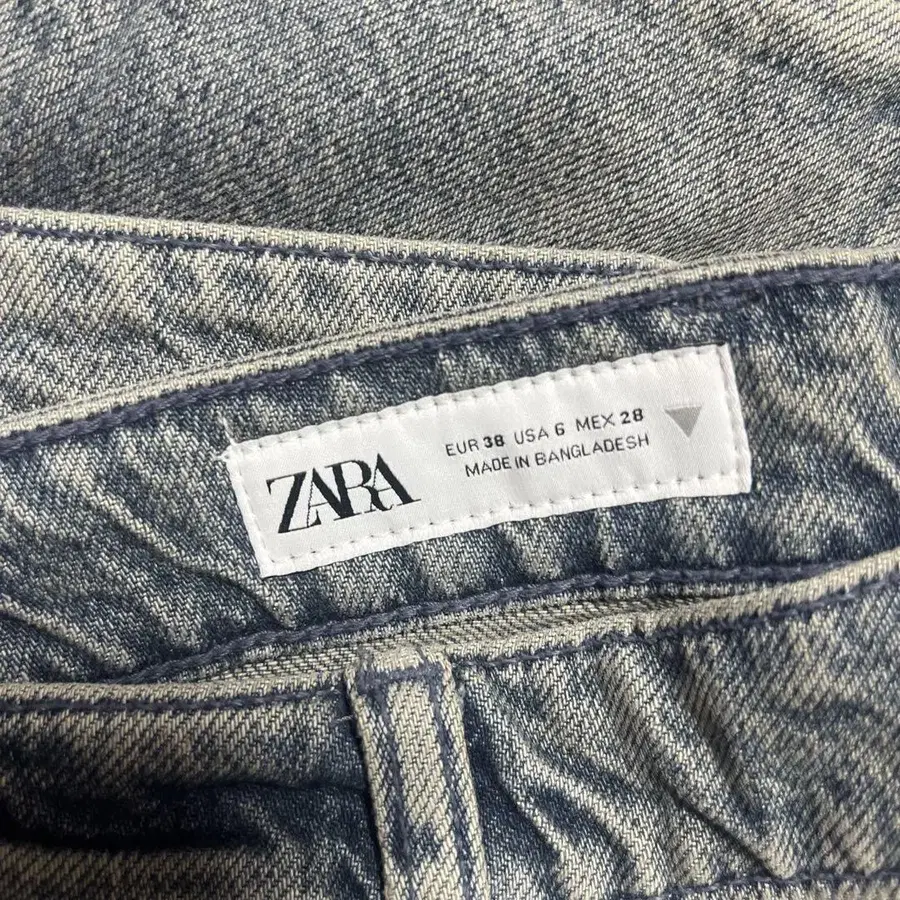 ZARA
EUR 38 USA 6 MEX 28
MADE IN BANGLADESH